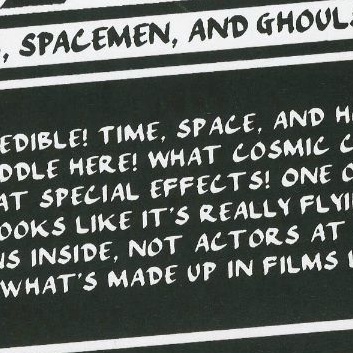 , SPACEMEN, AND GHOULS
EDIBLE! TIME, SPACE, AND H
DDLE HERE! WHAT COSMIC C
AT SPECIAL EFFECTS! ONE O
OOKS LIKE IT'S REALLY FLYI
NS INSIDE, NOT ACTORS AT
WHAT'S MADE UP IN FILMS